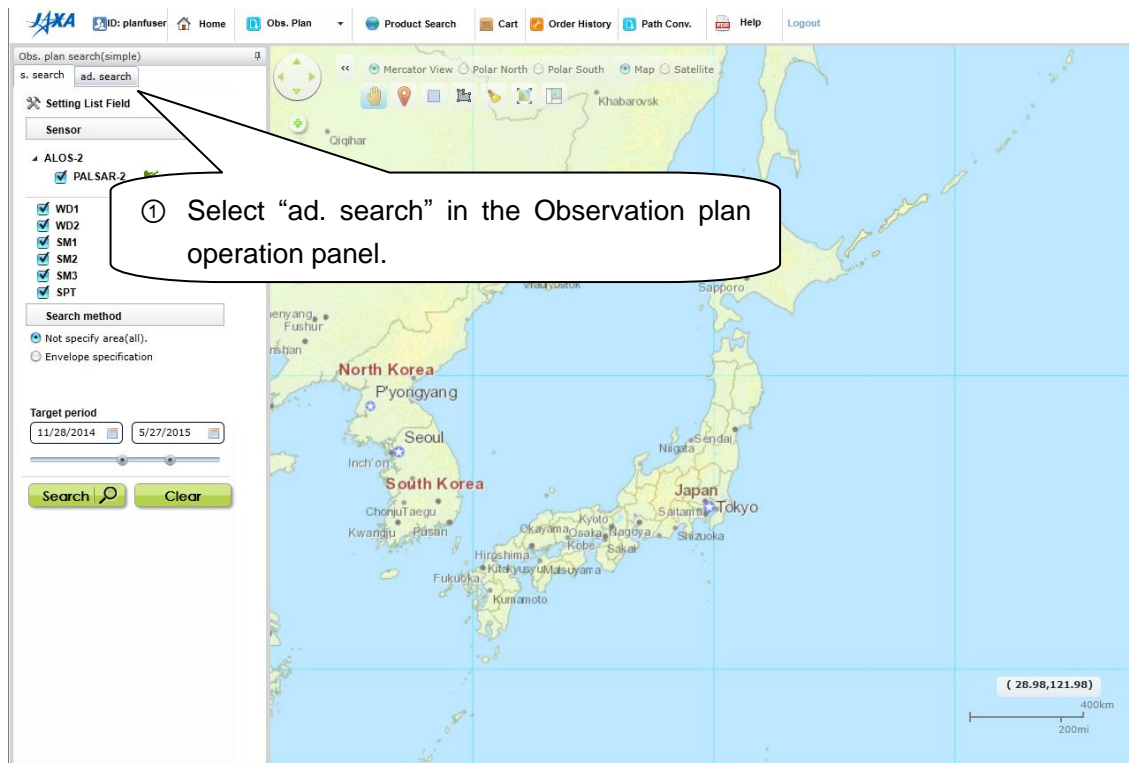 JAXA ID: planfuser Home Obs. Plan Product Search Cart Order History Path Conv. Help Logout
Obs. plan search(simple)
s. search ad. search
Setting List Field
Sensor
ALOS-2
PALSAR-2
WD1
WD2
SM1
SM2
SM3
SPT
Search method
Not specify area(all).
Envelope specification
Target period
11/28/2014 5/27/2015
Search Clear
① Select “ad. search” in the Observation plan
operation panel.
<< Mercator View Polar North Polar South Map Satellite
Khabarovsk
Qiqihar
Sapporo
enyang
Fushur
nshan
North Korea
P'yongyang
Seoul
Inch'on
South Korea
Chonju Taegu
Kwangju Pusan
Sendai
Niigata
Japan
Saitama Tokyo
Kyoto
Okayama Osaka Nagoya Shizuoka
Kobe Sakai
Hiroshima
Kitakyusyu Matsuyama
Fukuoka
Kumamoto
( 28.98,121.98)
400km
200mi